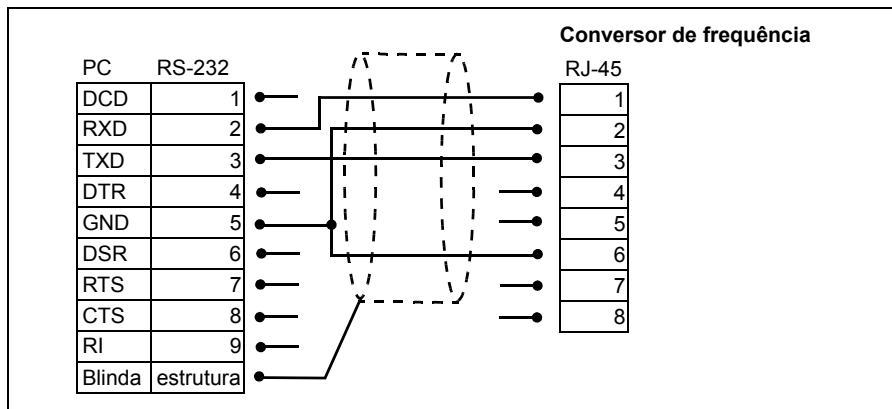 Conversor de frequência
PC RS-232
RJ-45
DCD 1
RXD 2
TXD 3
DTR 4
GND 5
DSR 6
RTS 7
CTS 8
RI 9
Blinda estrutura
1
2
3
4
5
6
7
8